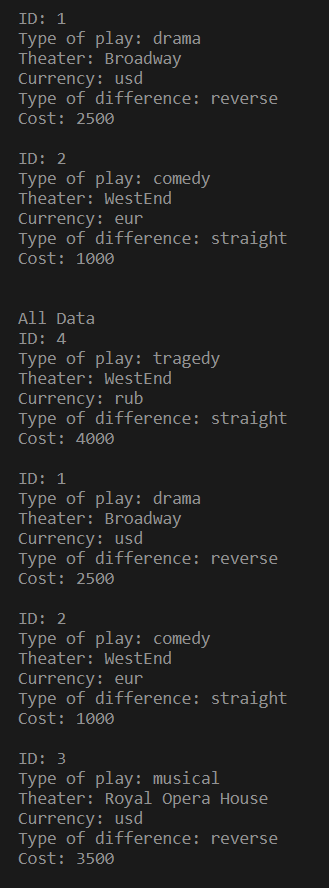 ID: 1
Type of play: drama
Theater: Broadway
Currency: usd
Type of difference: reverse
Cost: 2500
ID: 2
Type of play: comedy
Theater: WestEnd
Currency: eur
Type of difference: straight
Cost: 1000
All Data
ID: 4
Type of play: tragedy
Theater: WestEnd
Currency: rub
Type of difference: straight
Cost: 4000
ID: 1
Type of play: drama
Theater: Broadway
Currency: usd
Type of difference: reverse
Cost: 2500
ID: 2
Type of play: comedy
Theater: WestEnd
Currency: eur
Type of difference: straight
Cost: 1000
ID: 3
Type of play: musical
Theater: Royal Opera House
Currency: usd
Type of difference: reverse
Cost: 3500